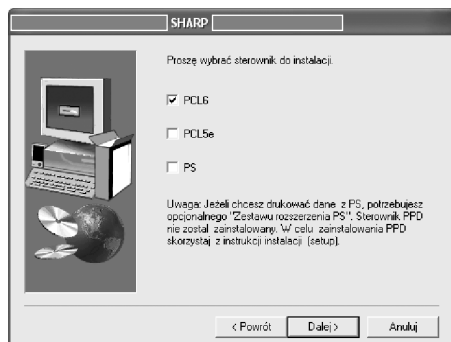 SHARP
Proszę wybrać sterownik do instalacji.
PCL6
PCL5e
PS
Uwaga: Jeżeli chcesz drukować dane z PS, potrzebujesz
opcjonalnego "Zestawu rozszerzenia PS". Sterownik PPD
nie zostal zainstalowany. W celu zainstalowania PPD
skorzystaj z instrukcji instalacji (setup).
< Powrót
Dalej >
Anuluj